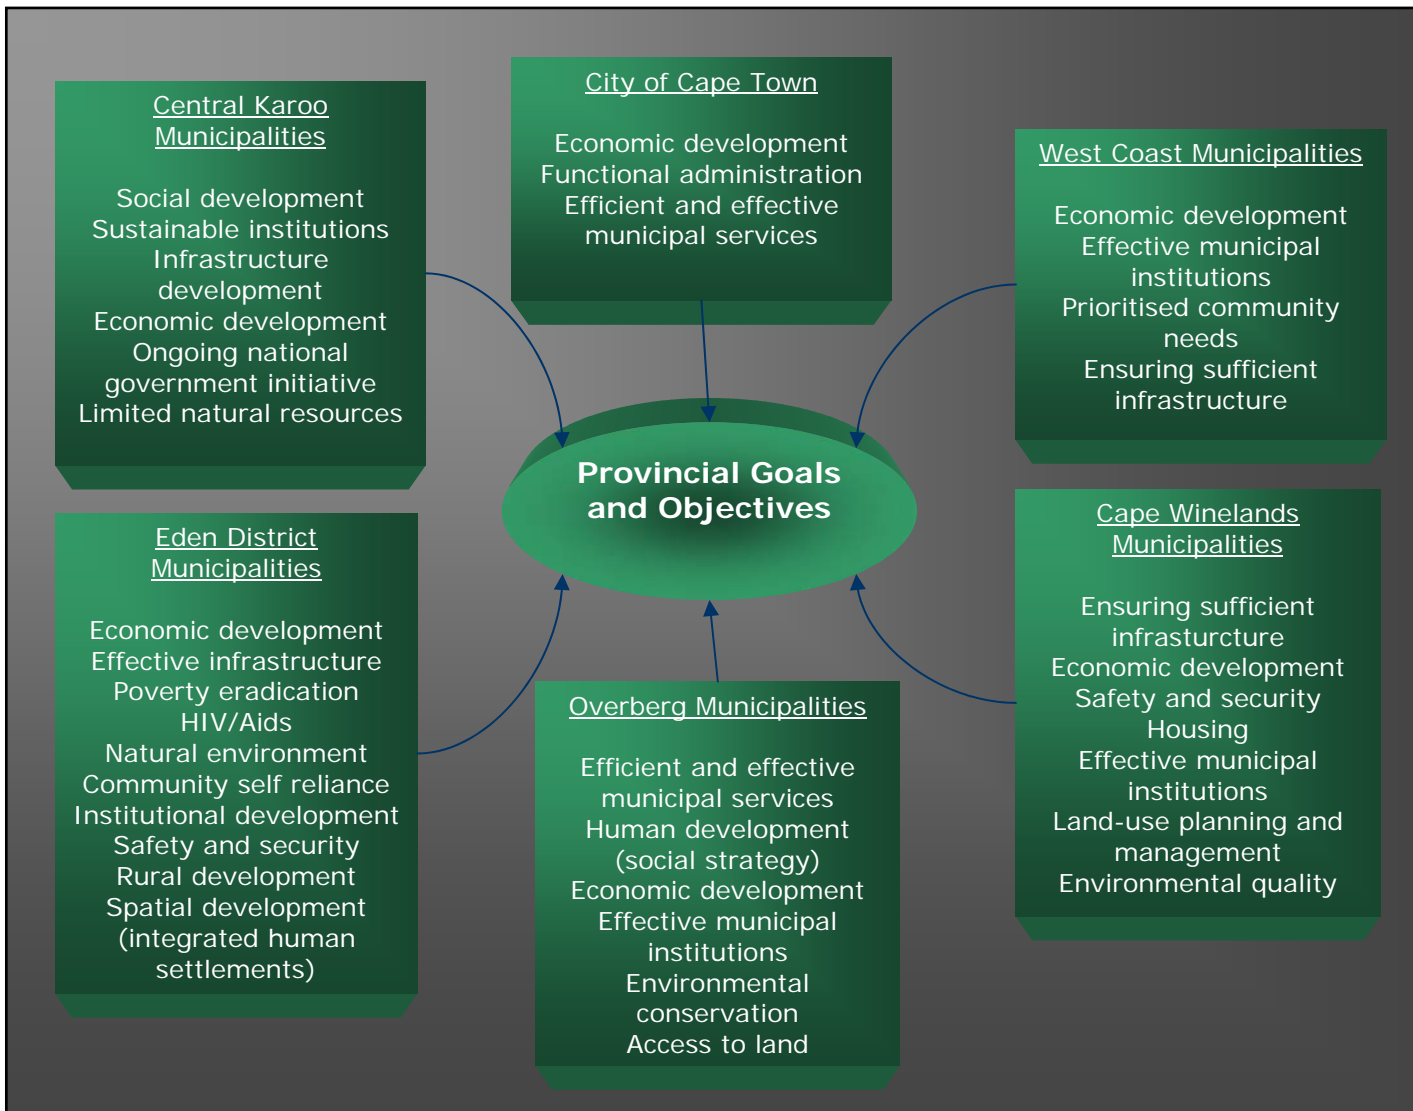 Central Karoo
Municipalities
Social development
Sustainable institutions
Infrastructure
development
Economic development
Ongoing national
government initiative
Limited natural resources
City of Cape Town
Economic development
Functional administration
Efficient and effective
municipal services
West Coast Municipalities
Economic development
Effective municipal
institutions
Prioritised community
needs
Ensuring sufficient
infrastructure
Provincial Goals
and Objectives
Eden District
Municipalities
Economic development
Effective infrastructure
Poverty eradication
HIV/Aids
Natural environment
Community self reliance
Institutional development
Safety and security
Rural development
Spatial development
(integrated human
settlements)
Overberg Municipalities
Efficient and effective
municipal services
Human development
(social strategy)
Economic development
Effective municipal
institutions
Environmental
conservation
Access to land
Cape Winelands
Municipalities
Ensuring sufficient
infrasturcture
Economic development
Safety and security
Housing
Effective municipal
institutions
Land-use planning and
management
Environmental quality